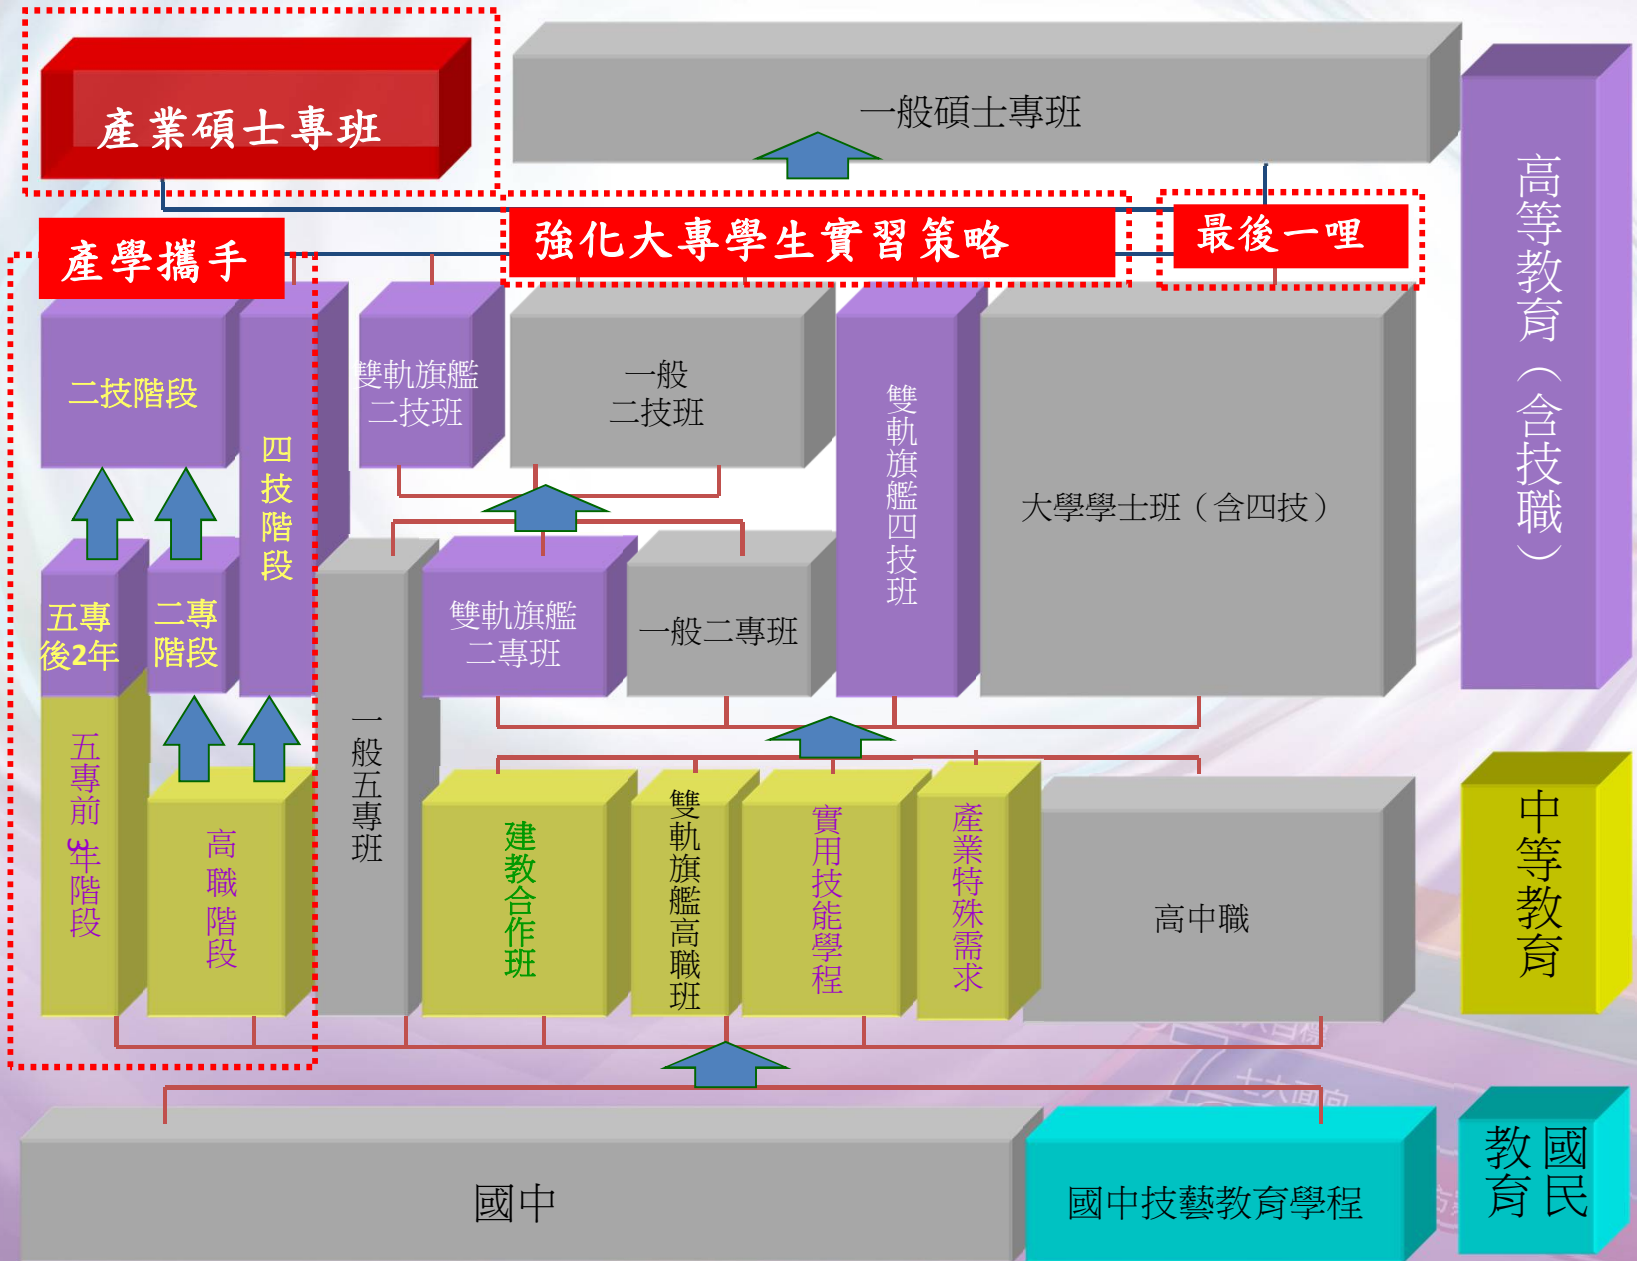 產業碩士專班
一般碩士專班
高等教育（含技職）
產學攜手
強化大專學生實習策略
最後一哩
二技階段
四技階段
雙軌旗艦
二技班
一般
二技班
雙軌旗艦四技班
大學學士班（含四技）
五專
後2年
二專
階段
一般五專班
雙軌旗艦
二專班
一般二專班
五專前3年階段
高職階段
建教合作班
雙軌旗艦高職班
實用技能學程
產業特殊需求
高中職
中等教育
七大面向
國中
國中技藝教育學程
國民
教育